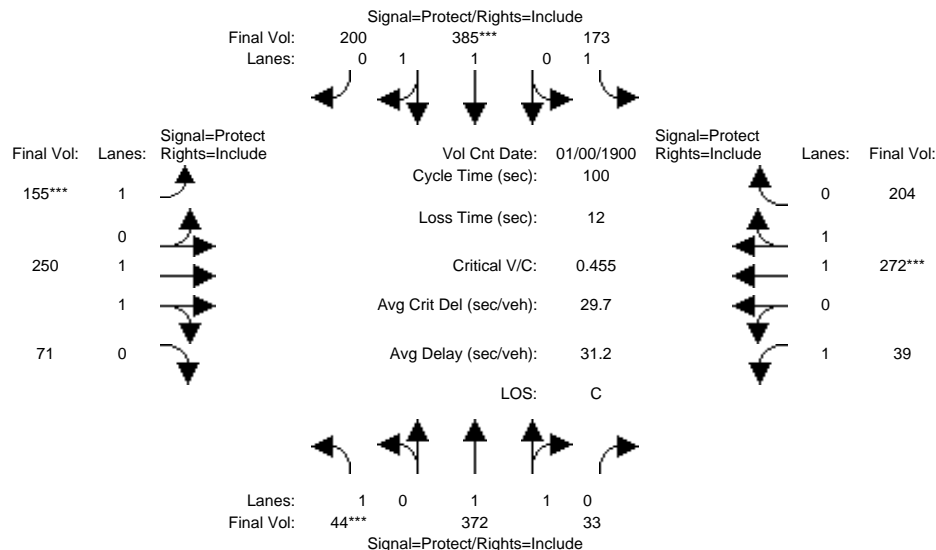 Signal=Protect/Rights=Include
Final Vol: 200 385*** 173
Lanes: 0 1 1 0 1
Signal=Protect
Final Vol: Lanes: Rights=Include
Vol Cnt Date: 01/00/1900
Signal=Protect
Rights=Include Lanes: Final Vol:
Cycle Time (sec): 100
155*** 1
0 204
Loss Time (sec): 12
0
1
250 1
Critical V/C: 0.455
1 272***
1
Avg Crit Del (sec/veh): 29.7
0
71 0
Avg Delay (sec/veh): 31.2
1 39
LOS: C
Lanes: 1 0 1 1 0
Final Vol: 44*** 372 33
Signal=Protect/Rights=Include